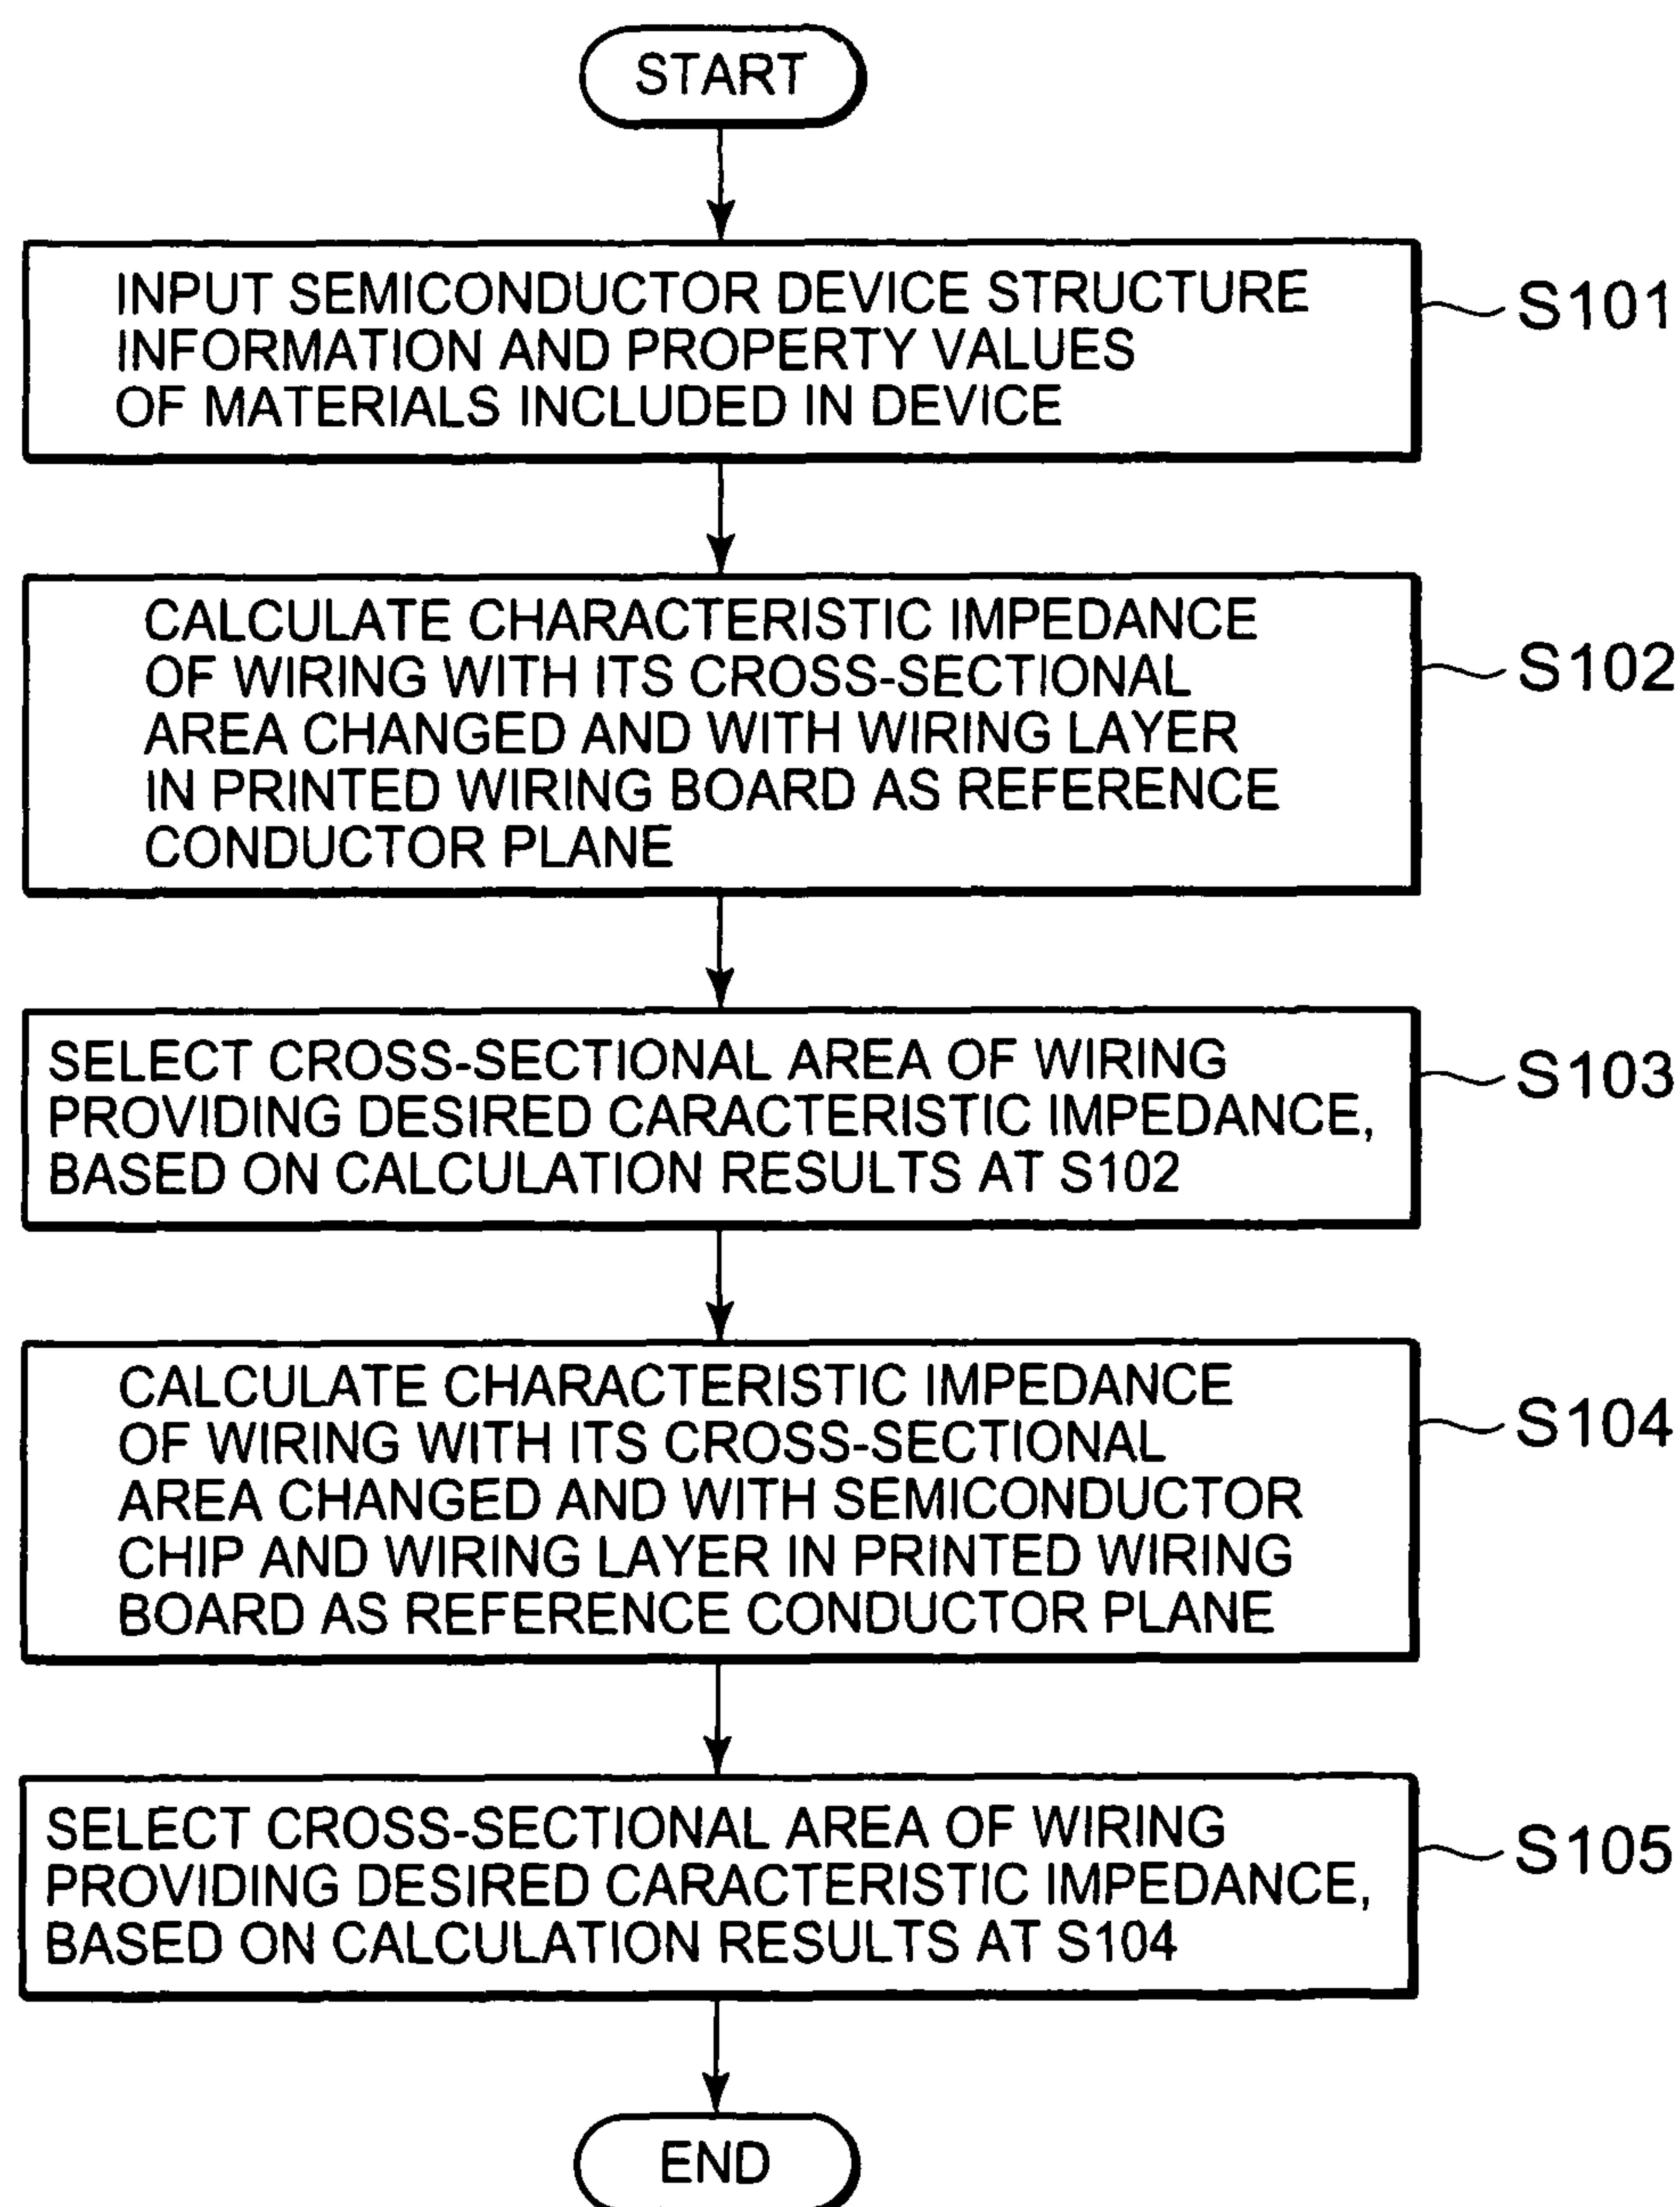 START
INPUT SEMICONDUCTOR DEVICE STRUCTURE
INFORMATION AND PROPERTY VALUES
OF MATERIALS INCLUDED IN DEVICE
S101
CALCULATE CHARACTERISTIC IMPEDANCE
OF WIRING WITH ITS CROSS-SECTIONAL
AREA CHANGED AND WITH WIRING LAYER
IN PRINTED WIRING BOARD AS REFERENCE
CONDUCTOR PLANE
S102
SELECT CROSS-SECTIONAL AREA OF WIRING
PROVIDING DESIRED CARACTERISTIC IMPEDANCE,
BASED ON CALCULATION RESULTS AT S102
S103
CALCULATE CHARACTERISTIC IMPEDANCE
OF WIRING WITH ITS CROSS-SECTIONAL
AREA CHANGED AND WITH SEMICONDUCTOR
CHIP AND WIRING LAYER IN PRINTED WIRING
BOARD AS REFERENCE CONDUCTOR PLANE
S104
SELECT CROSS-SECTIONAL AREA OF WIRING
PROVIDING DESIRED CARACTERISTIC IMPEDANCE,
BASED ON CALCULATION RESULTS AT S104
S105
END